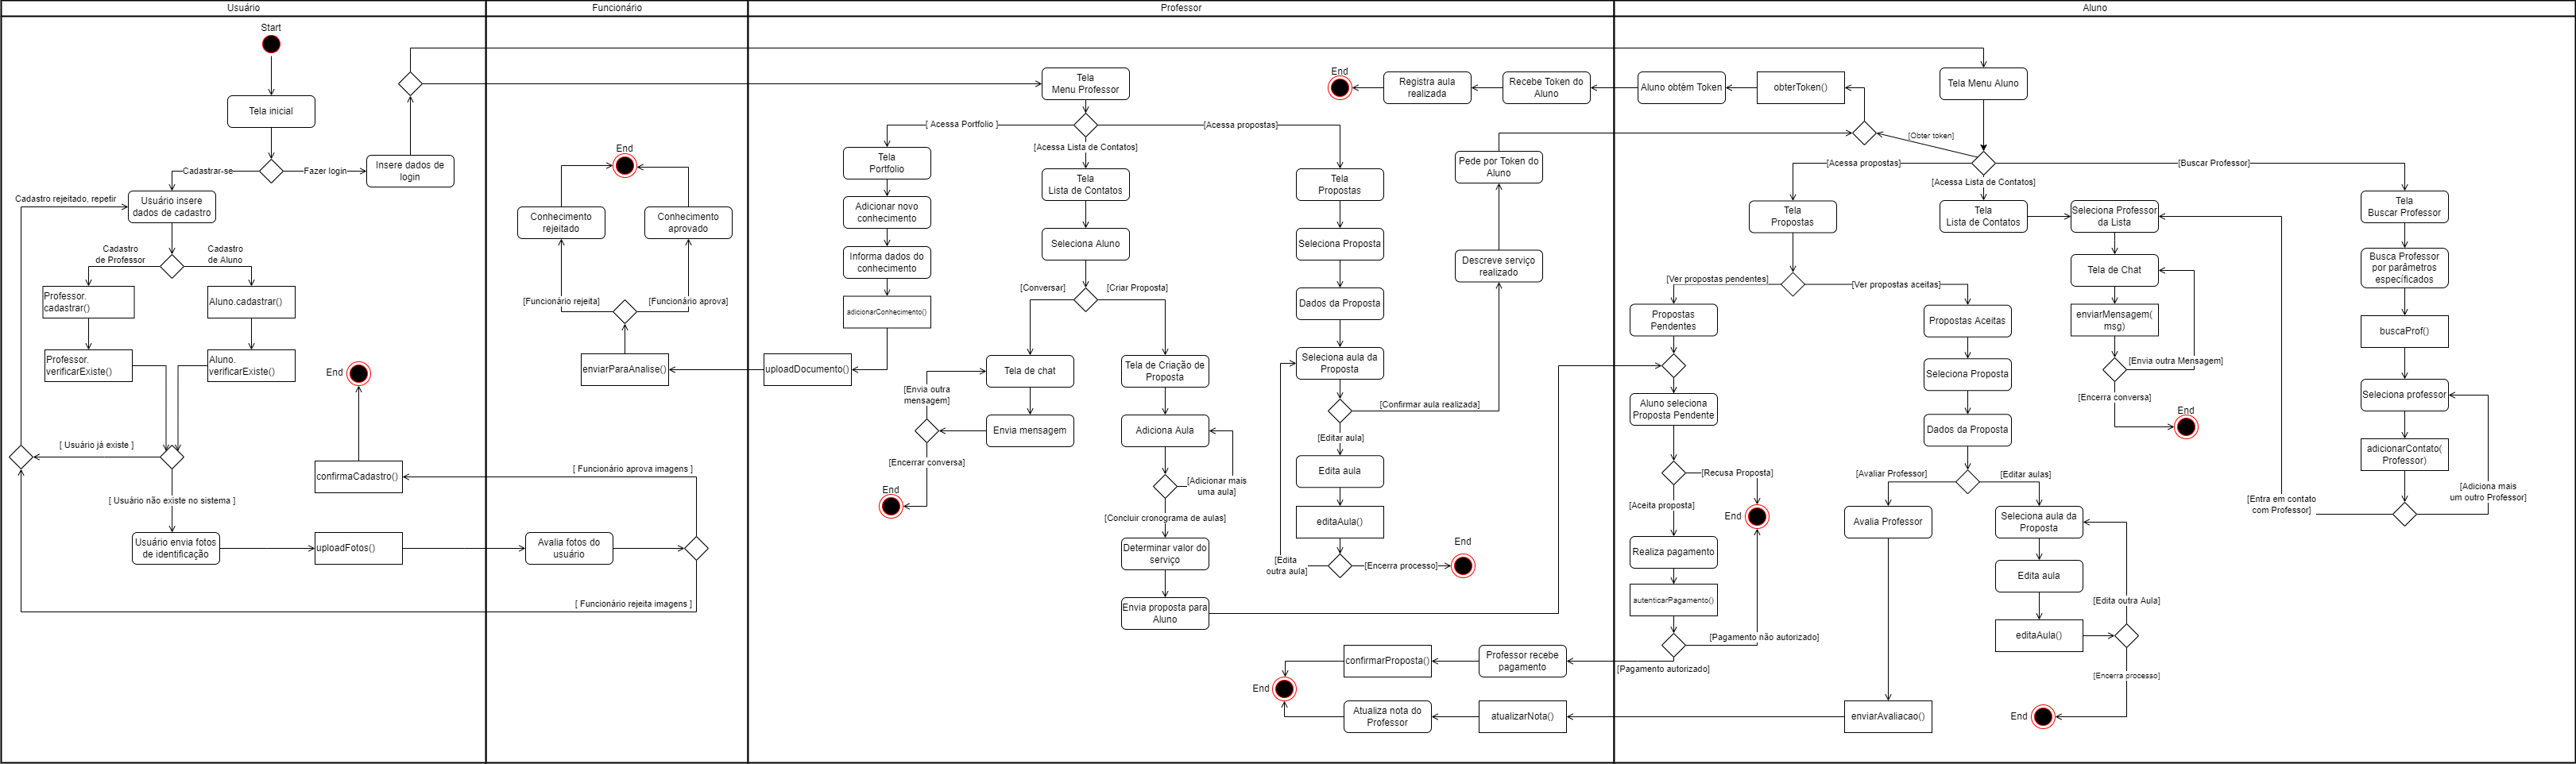 Usuário
Funcionário
Professor
Aluno
Start
Tela inicial
Cadastrar-se
Fazer login
Insere dados de
login
Cadastro rejeitado, repetir
Usuário insere
dados de cadastro
Cadastro
de Professor
Cadastro
de Aluno
Professor.
cadastrar()
Aluno.cadastrar()
Professor.
verificarExiste()
Aluno.
verificarExiste()
End
[ Usuário já existe ]
confirmaCadastro()
[ Usuário não existe no sistema ]
Usuário envia fotos
de identificação
uploadFotos()
End
Conhecimento
rejeitado
Conhecimento
aprovado
[Funcionário rejeita]
[Funcionário aprova]
enviarParaAnalise()
[ Funcionário aprova imagens ]
Avalia fotos do
usuário
[ Funcionário rejeita imagens ]
Tela
Menu Professor
[ Acessa Portfolio ]
[Acessa propostas]
[Acessa Lista de Contatos]
Tela
Portfolio
Adicionar novo
conhecimento
Informa dados do
conhecimento
adicionarConhecimento()
uploadDocumento()
Tela
Lista de Contatos
Seleciona Aluno
[Conversar]
[Criar Proposta]
Tela de chat
[Envia outra
mensagem]
Envia mensagem
[Encerrar conversa]
End
Tela de Criação de
Proposta
Adiciona Aula
[Adicionar mais
uma aula]
[Concluir cronograma de aulas]
Determinar valor do
serviço
Envia proposta para
Aluno
Tela
Propostas
Seleciona Proposta
Dados da Proposta
Seleciona aula da
Proposta
[Confirmar aula realizada]
[Editar aula]
Edita aula
editaAula()
[Edita
outra aula]
[Encerra processo]
End
End
Registra aula
realizada
Recebe Token do
Aluno
Pede por Token do
Aluno
Descreve serviço
realizado
End
confirmarProposta()
Professor recebe
pagamento
Atualiza nota do
Professor
atualizarNota()
Aluno obtém Token
obterToken()
Tela Menu Aluno
[Obter token]
[Acessa propostas]
[Buscar Professor]
[Acessa Lista de Contatos]
Tela
Propostas
[Ver propostas pendentes]
[Ver propostas aceitas]
Propostas
Pendentes
Aluno seleciona
Proposta Pendente
[Recusa Proposta]
[Aceita proposta]
End
Realiza pagamento
autenticarPagamento()
[Pagamento não autorizado]
[Pagamento autorizado]
Propostas Aceitas
Seleciona Proposta
Dados da Proposta
[Avaliar Professor]
[Editar aulas]
Avalia Professor
enviarAvaliacao()
Seleciona aula da
Proposta
Edita aula
editaAula()
[Edita outra Aula]
[Encerra processo]
End
Tela
Lista de Contatos
Seleciona Professor
da Lista
Tela de Chat
enviarMensagem(
msg)
[Envia outra Mensagem]
[Encerra conversa]
End
Tela
Buscar Professor
Busca Professor
por parâmetros
específicados
buscaProf()
Seleciona professor
adicionarContato(
Professor)
[Entra em contato
com Professor]
[Adiciona mais
um outro Professor]